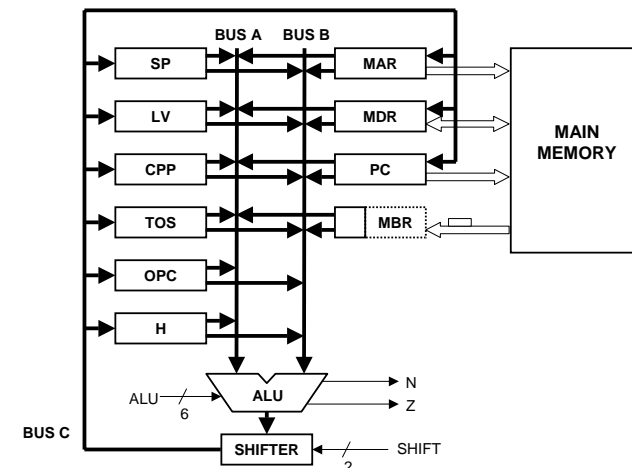 BUS A
BUS B
SP
MAR
LV
MDR
MAIN
MEMORY
CPP
PC
TOS
MBR
OPC
H
ALU
6
ALU
N
Z
BUS C
SHIFTER
2
SHIFT